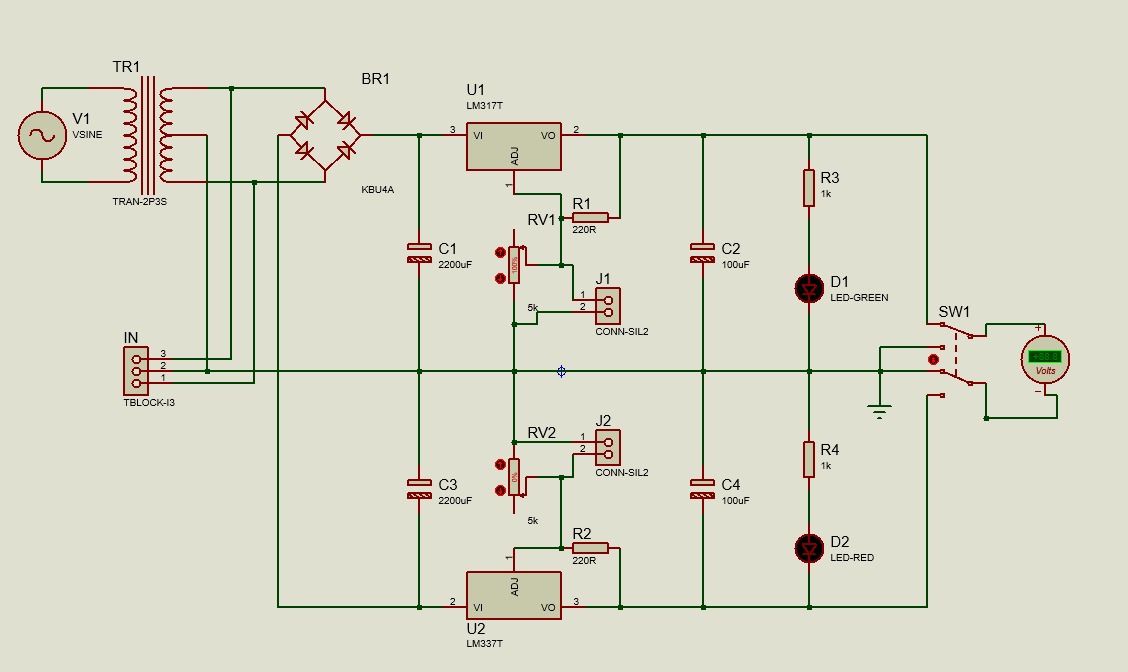 TR1
V1
VSINE
TRAN-2P3S
BR1
KBU4A
U1
LM317T
3
VI
VO
2
ADJ
1
R1
220R
RV1
100%
5k
C1
2200uF
C2
100uF
R3
1k
D1
LED-GREEN
J1
1
2
CONN-SIL2
SW1
+
+88.8
Volts
-
IN
3
2
1
TBLOCK-I3
RV2
0%
5k
J2
1
2
CONN-SIL2
C3
2200uF
C4
100uF
R4
1k
D2
LED-RED
R2
220R
1
ADJ
2
VI
VO
3
U2
LM337T